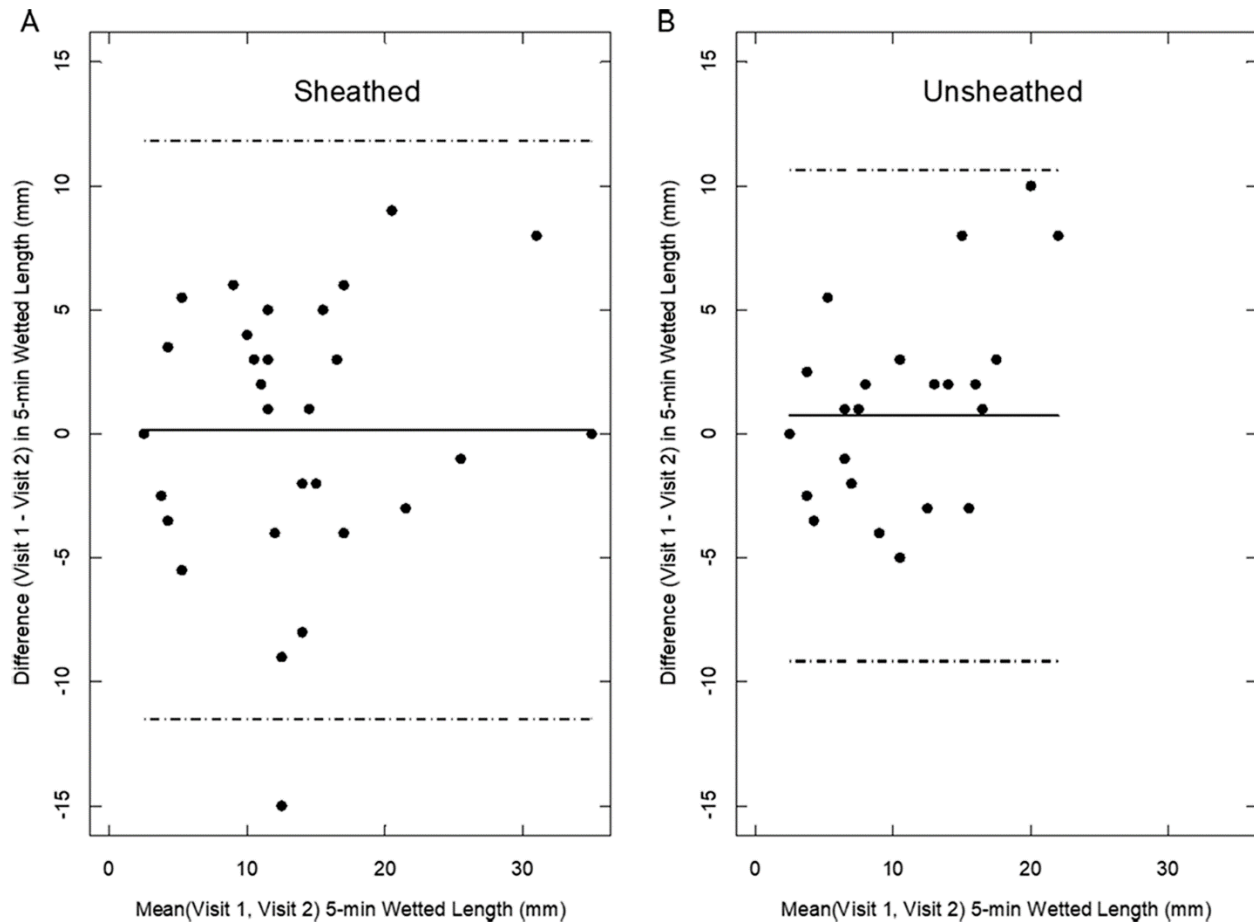 A
Sheathed
Difference (Visit 1 - Visit 2) in 5-min Wetted Length (mm)
15
10
5
0
-5
-10
-15
0 10 20 30
Mean(Visit 1, Visit 2) 5-min Wetted Length (mm)
B
Unsheathed
Difference (Visit 1 - Visit 2) in 5-min Wetted Length (mm)
15
10
5
0
-5
-10
-15
0 10 20 30
Mean(Visit 1, Visit 2) 5-min Wetted Length (mm)